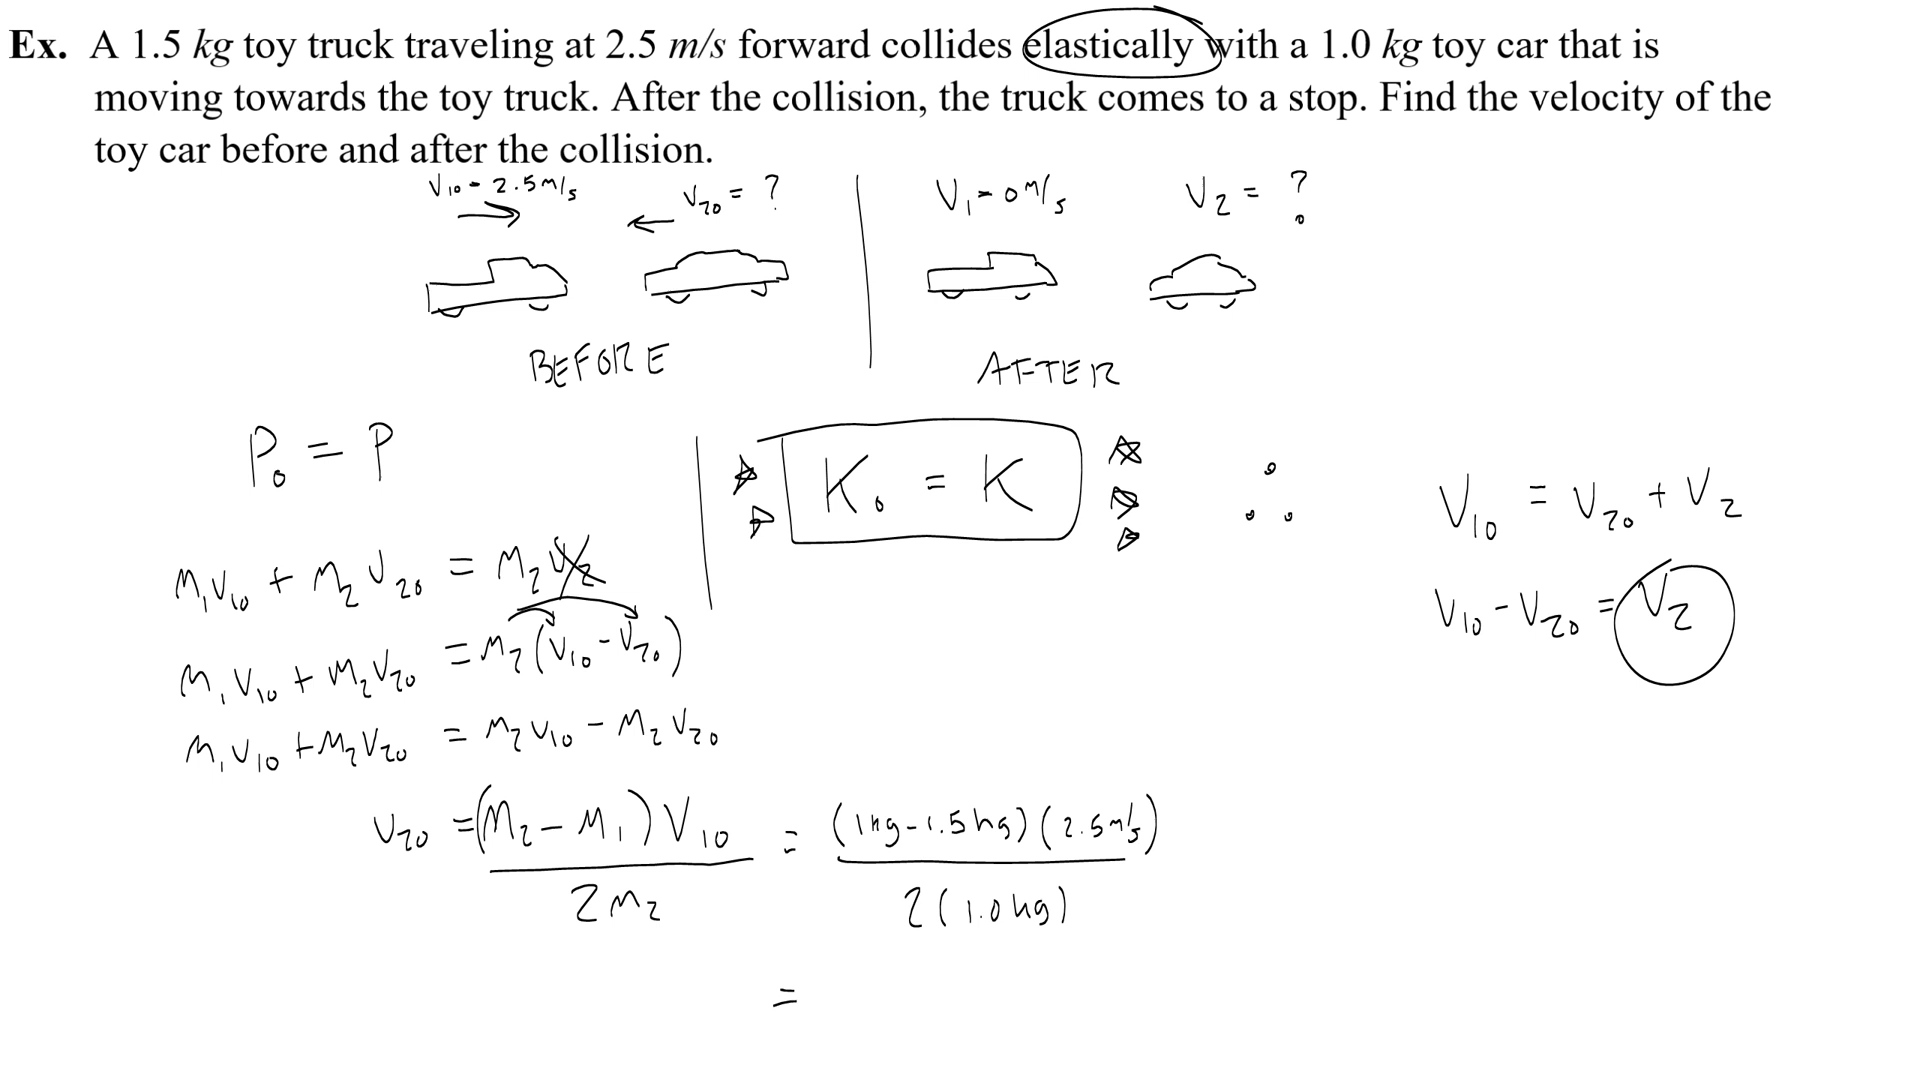 Ex. A 1.5 kg toy truck traveling at 2.5 m/s forward collides elastically with a 1.0 kg toy car that is
moving towards the toy truck. After the collision, the truck comes to a stop. Find the velocity of the
toy car before and after the collision.
V₁₀ = 2.5 m/s V₂₀ = ? V₁ = 0 m/s V₂ = ?
BEFORE AFTER
P₀ = P K₀ = K ∴ V₁₀ = V₂₀ + V₂
M₁V₁₀ + M₂V₂₀ = M₂V₂ V₁₀ - V₂₀ = V₂
M₁V₁₀ + M₂V₂₀ = M₂(V₁₀ - V₂₀)
M₁V₁₀ + M₂V₂₀ = M₂V₁₀ - M₂V₂₀
V₂₀ = (M₂ - M₁)V₁₀ = (1kg - 1.5kg)(2.5 m/s)
2M₂ 2(1.0kg)
=